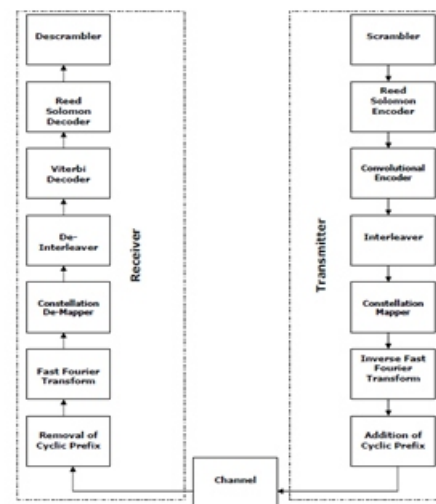 Descrambler
Reed
Solomon
Decoder
Viterbi
Decoder
De-
Interleaver
Constellation
De-Mapper
Fast Fourier
Transform
Removal of
Cyclic Prefix
Receiver
Channel
Transmitter
Scrambler
Reed
Solomon
Encoder
Convolutional
Encoder
Interleaver
Constellation
Mapper
Inverse Fast
Fourier
Transform
Addition of
Cyclic Prefix